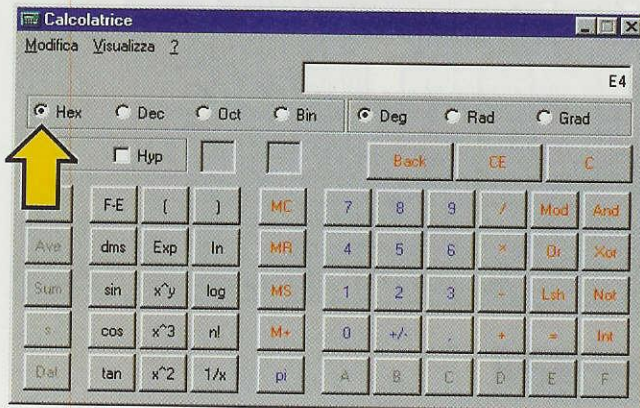 Calcolatrice
Modifica Visualizza ?
E4
Hex Dec Oct Bin Deg Rad Grad
Hyp Back CE C
F-E ( ) MC 7 8 9 / Mod And
Ave dms Exp ln MR 4 5 6 * Or Xor
Sum sin x^y log MS 1 2 3 - Lsh Not
s cos x^3 n! M+ 0 +/- , + = Int
Dat tan x^2 1/x pi A B C D E F